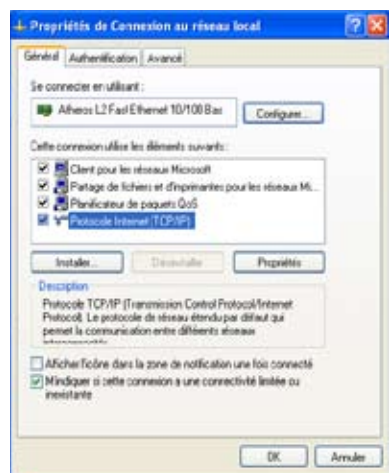 Propriétés de Connexion au réseau local
Général
Authentification
Avancé
Se connecter en utilisant :
Atheros L2 Fast Ethernet 10/100 Bas
Configurer...
Cette connexion utilise les éléments suivants :
Client pour les réseaux Microsoft
Partage de fichiers et d'imprimantes pour les réseaux Mi...
Planificateur de paquets QoS
Protocole Internet (TCP/IP)
Installer...
Désinstaller
Propriétés
Description
Protocole TCP/IP (Transmission Control Protocol/Internet
Protocol). Le protocole de réseau étendu par défaut qui
permet la communication entre différents réseaux
Afficher l'icône dans la zone de notification une fois connecté
M'indiquer si cette connexion a une connectivité limitée ou
inexistante
OK
Annuler